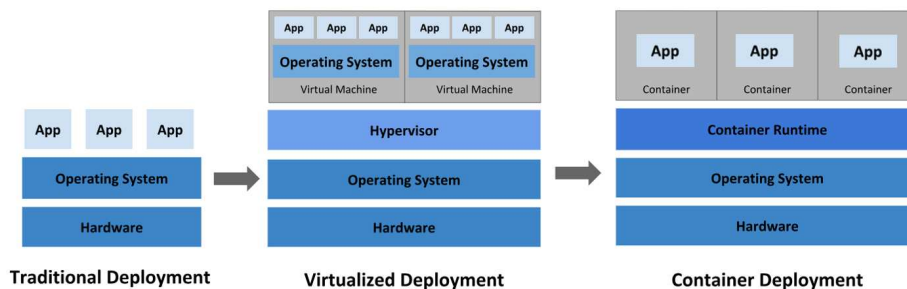 App App App
Operating System
Hardware
Traditional Deployment
App App App App App App
Operating System Operating System
Virtual Machine Virtual Machine
Hypervisor
Operating System
Hardware
Virtualized Deployment
App App App
Container Container Container
Container Runtime
Operating System
Hardware
Container Deployment